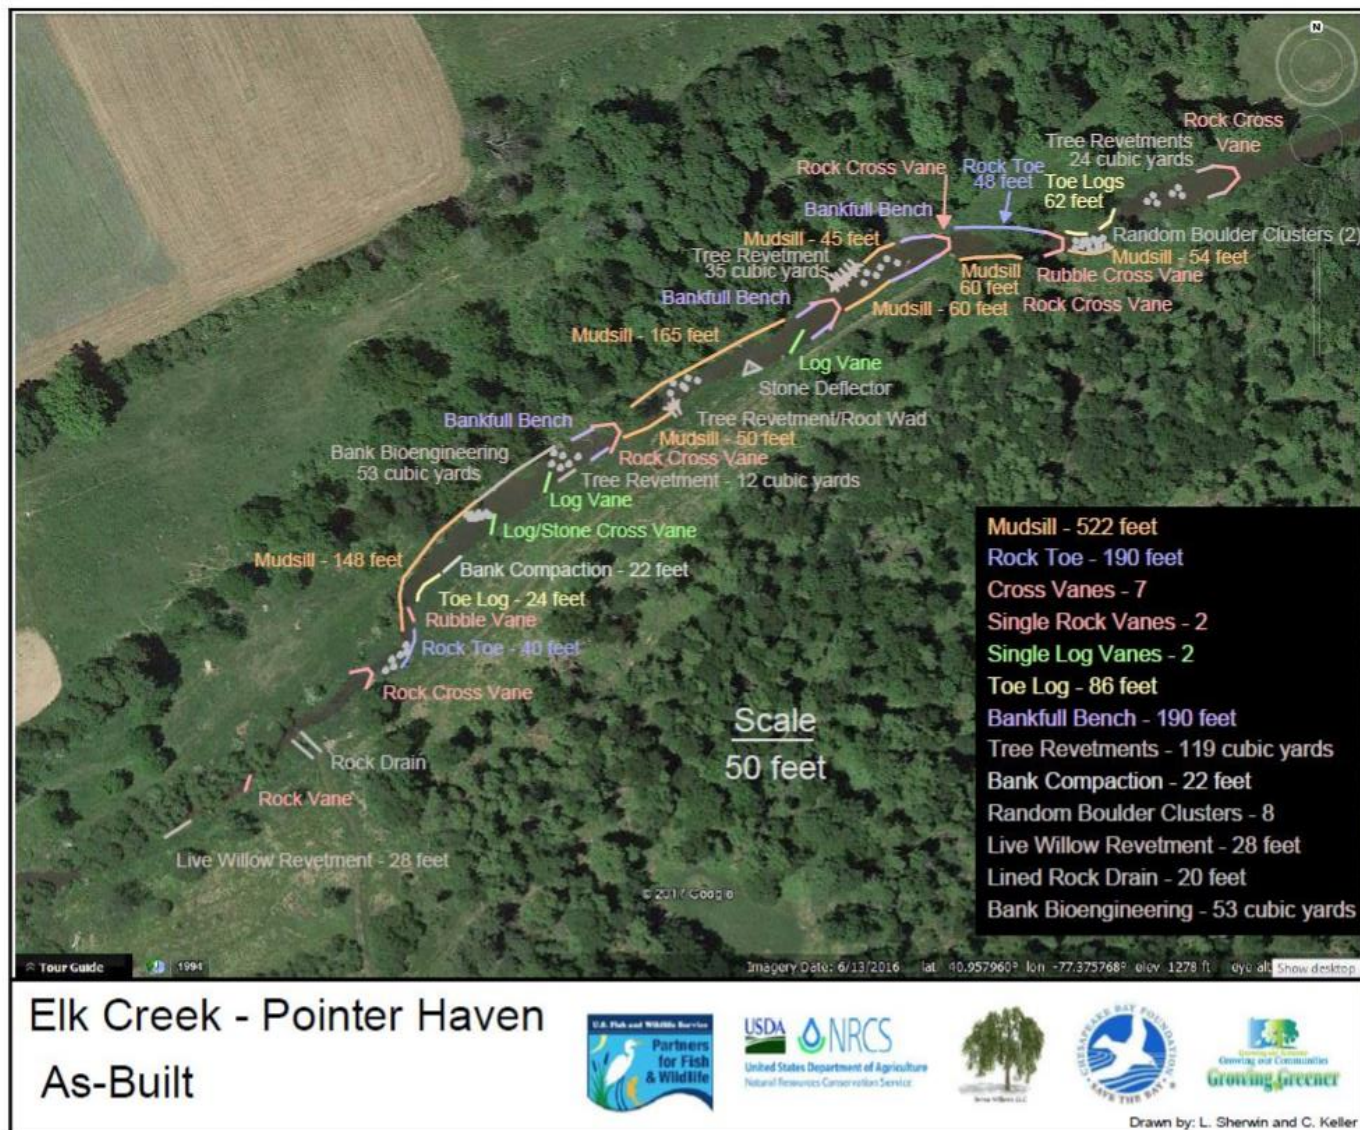 N
Rock Cross
Vane
Tree Revetments
24 cubic yards
Rock Cross Vane
Rock Toe
48 feet
Toe Logs
62 feet
Bankfull Bench
Random Boulder Clusters (2)
Mudsill - 45 feet
Mudsill - 54 feet
Tree Revetment
35 cubic yards
Mudsill
60 feet
Rubble Cross Vane
Bankfull Bench
Mudsill - 60 feet
Rock Cross Vane
Mudsill - 165 feet
Log Vane
Stone Deflector
Bankfull Bench
Tree Revetment/Root Wad
Mudsill - 50 feet
Bank Bioengineering
53 cubic yards
Rock Cross Vane
Tree Revetment - 12 cubic yards
Log Vane
Log/Stone Cross Vane
Mudsill - 148 feet
Bank Compaction - 22 feet
Toe Log - 24 feet
Rubble Vane
Rock Toe - 40 feet
Rock Cross Vane
Rock Drain
Rock Vane
Live Willow Revetment - 28 feet
Scale
50 feet
Mudsill - 522 feet
Rock Toe - 190 feet
Cross Vanes - 7
Single Rock Vanes - 2
Single Log Vanes - 2
Toe Log - 86 feet
Bankfull Bench - 190 feet
Tree Revetments - 119 cubic yards
Bank Compaction - 22 feet
Random Boulder Clusters - 8
Live Willow Revetment - 28 feet
Lined Rock Drain - 20 feet
Bank Bioengineering - 53 cubic yards
© 2017 Google
Tour Guide
1994
Imagery Date: 6/13/2016 lat 40.957960° lon -77.375768° elev 1278 ft eye alt
Show desktop
Elk Creek - Pointer Haven
As-Built
U.S. Fish and Wildlife Service
Partners
for Fish
& Wildlife
USDA
NRCS
United States Department of Agriculture
Natural Resources Conservation Service
CHESAPEAKE BAY FOUNDATION
SAVE THE BAY
Growing our Communities
Growing Greener
Drawn by: L. Sherwin and C. Keller